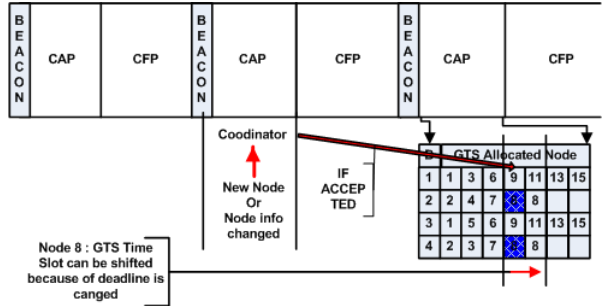 BEACON
CAP
CFP
BEACON
CAP
CFP
BEACON
CAP
CFP
Coodinator
New Node
Or
Node info
changed
IF
ACCEP
TED
GTS Allocated Node
1 1 3 6 9 11 13 15
2 2 4 7 8
3 1 5 6 9 11 13 15
4 2 3 7 8
Node 8 : GTS Time
Slot can be shifted
because of deadline is
canged